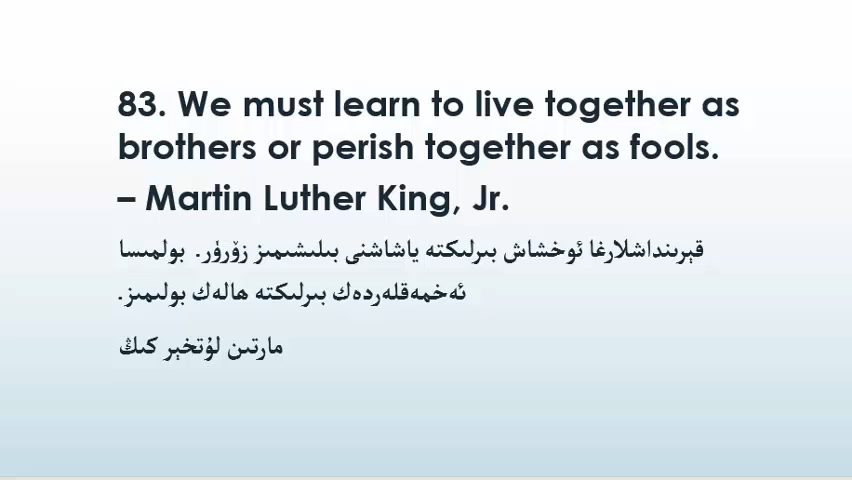 83. We must learn to live together as
brothers or perish together as fools.
– Martin Luther King, Jr.
قېرىنداشلارغا ئوخشاش بىرلىكتە ياشاشنى بىلىشىمىز زۆرۈر. بولمىسا
ئەخمەقلەردەك بىرلىكتە ھالەك بولىمىز.
مارتىن لۇتخېر كىڭ